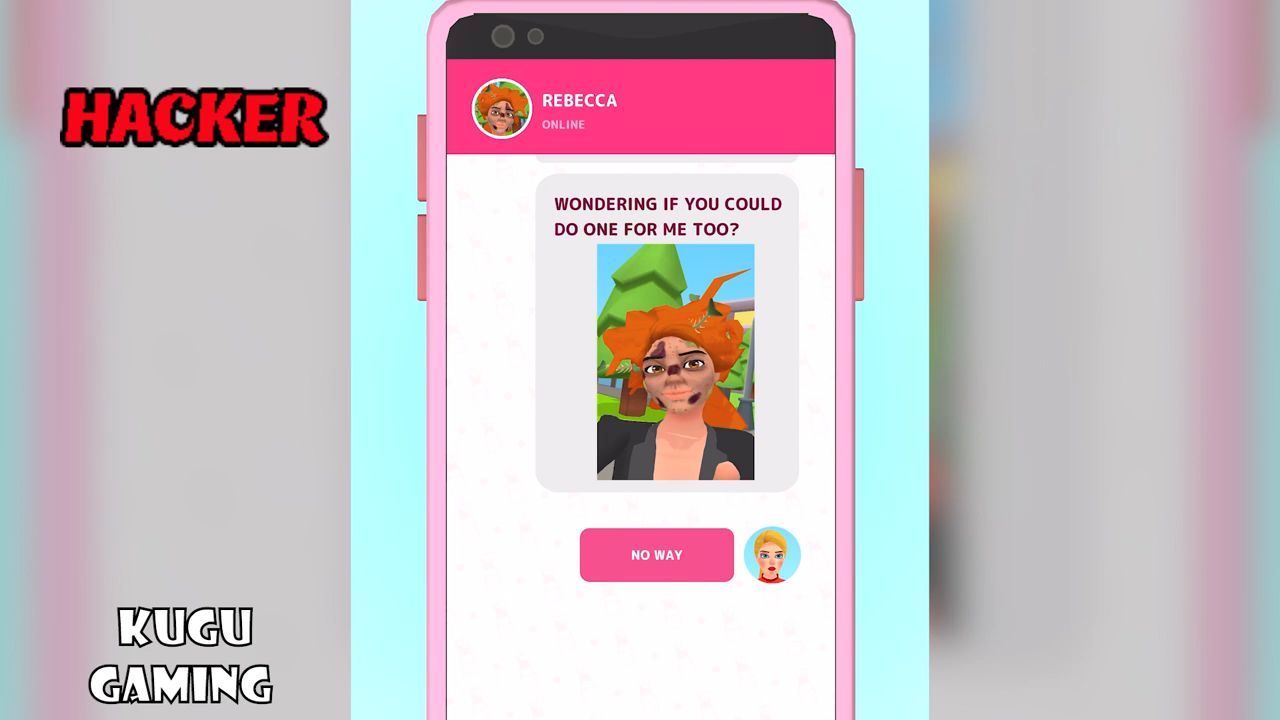 HACKER
REBECCA
ONLINE
WONDERING IF YOU COULD
DO ONE FOR ME TOO?
NO WAY
KUGU
GAMING